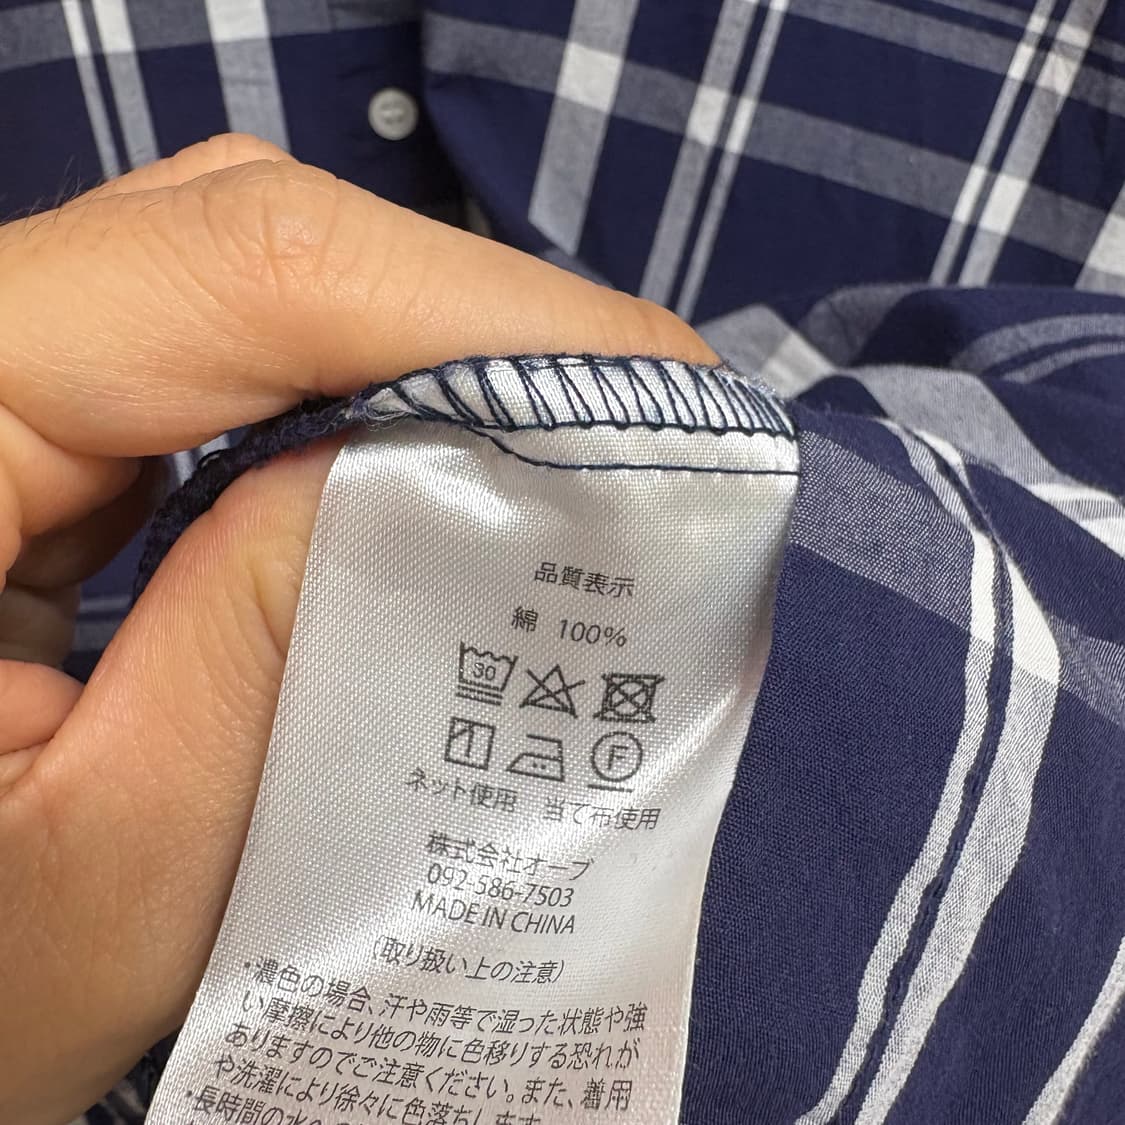 品質表示
綿 100%
30
F
ネット使用 当て布使用
株式会社オーブ
092-586-7503
MADE IN CHINA
（取り扱い上の注意）
・濃色の場合、汗や雨等で湿った状態や強
い摩擦により他の物に色移りする恐れが
ありますのでご注意ください。また、着用
や洗濯により徐々に色落ちします。
・長時間の水